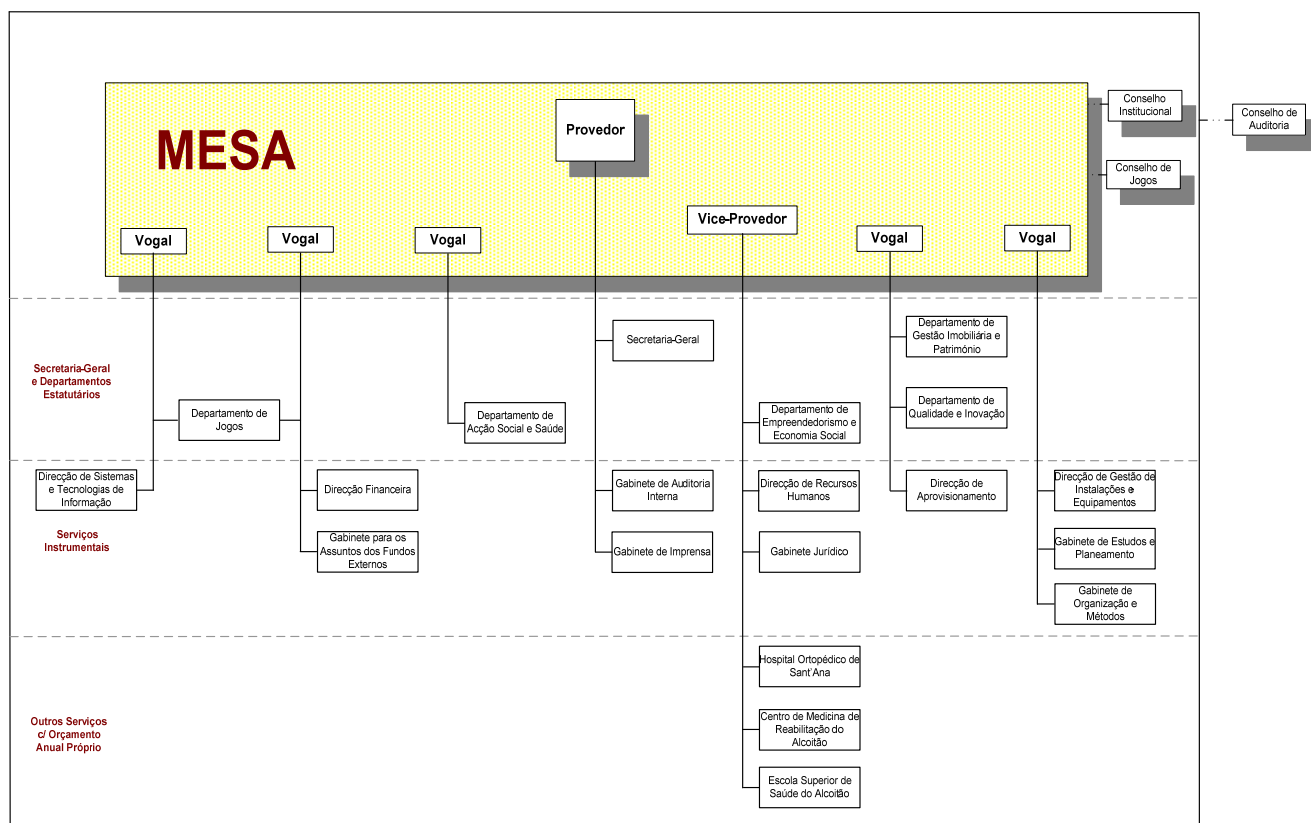 MESA
Provedor
Conselho
Institucional
Conselho de
Auditoria
Conselho de
Jogos
Vice-Provedor
Vogal
Vogal
Vogal
Vogal
Vogal
Secretaria-Geral
e Departamentos
Estatutários
Secretaria-Geral
Departamento de
Gestão Imobiliária e
Património
Departamento de
Jogos
Departamento de
Acção Social e Saúde
Departamento de
Empreendedorismo e
Economia Social
Departamento de
Qualidade e Inovação
Serviços
Instrumentais
Direcção de Sistemas
e Tecnologias de
Informação
Direcção Financeira
Gabinete de Auditoria
Interna
Direcção de Recursos
Humanos
Direcção de
Aprovisionamento
Direcção de Gestão de
Instalações e
Equipamentos
Gabinete para os
Assuntos dos Fundos
Externos
Gabinete de Imprensa
Gabinete Jurídico
Gabinete de Estudos e
Planeamento
Gabinete de
Organização e
Métodos
Outros Serviços
c/ Orçamento
Anual Próprio
Hospital Ortopédico de
Sant'Ana
Centro de Medicina de
Reabilitação do
Alcoitão
Escola Superior de
Saúde do Alcoitão